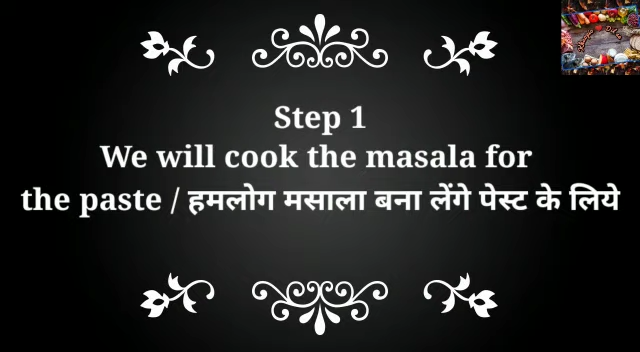 Step 1
We will cook the masala for
the paste / हमलोग मसाला बना लेंगे पेस्ट के लिये